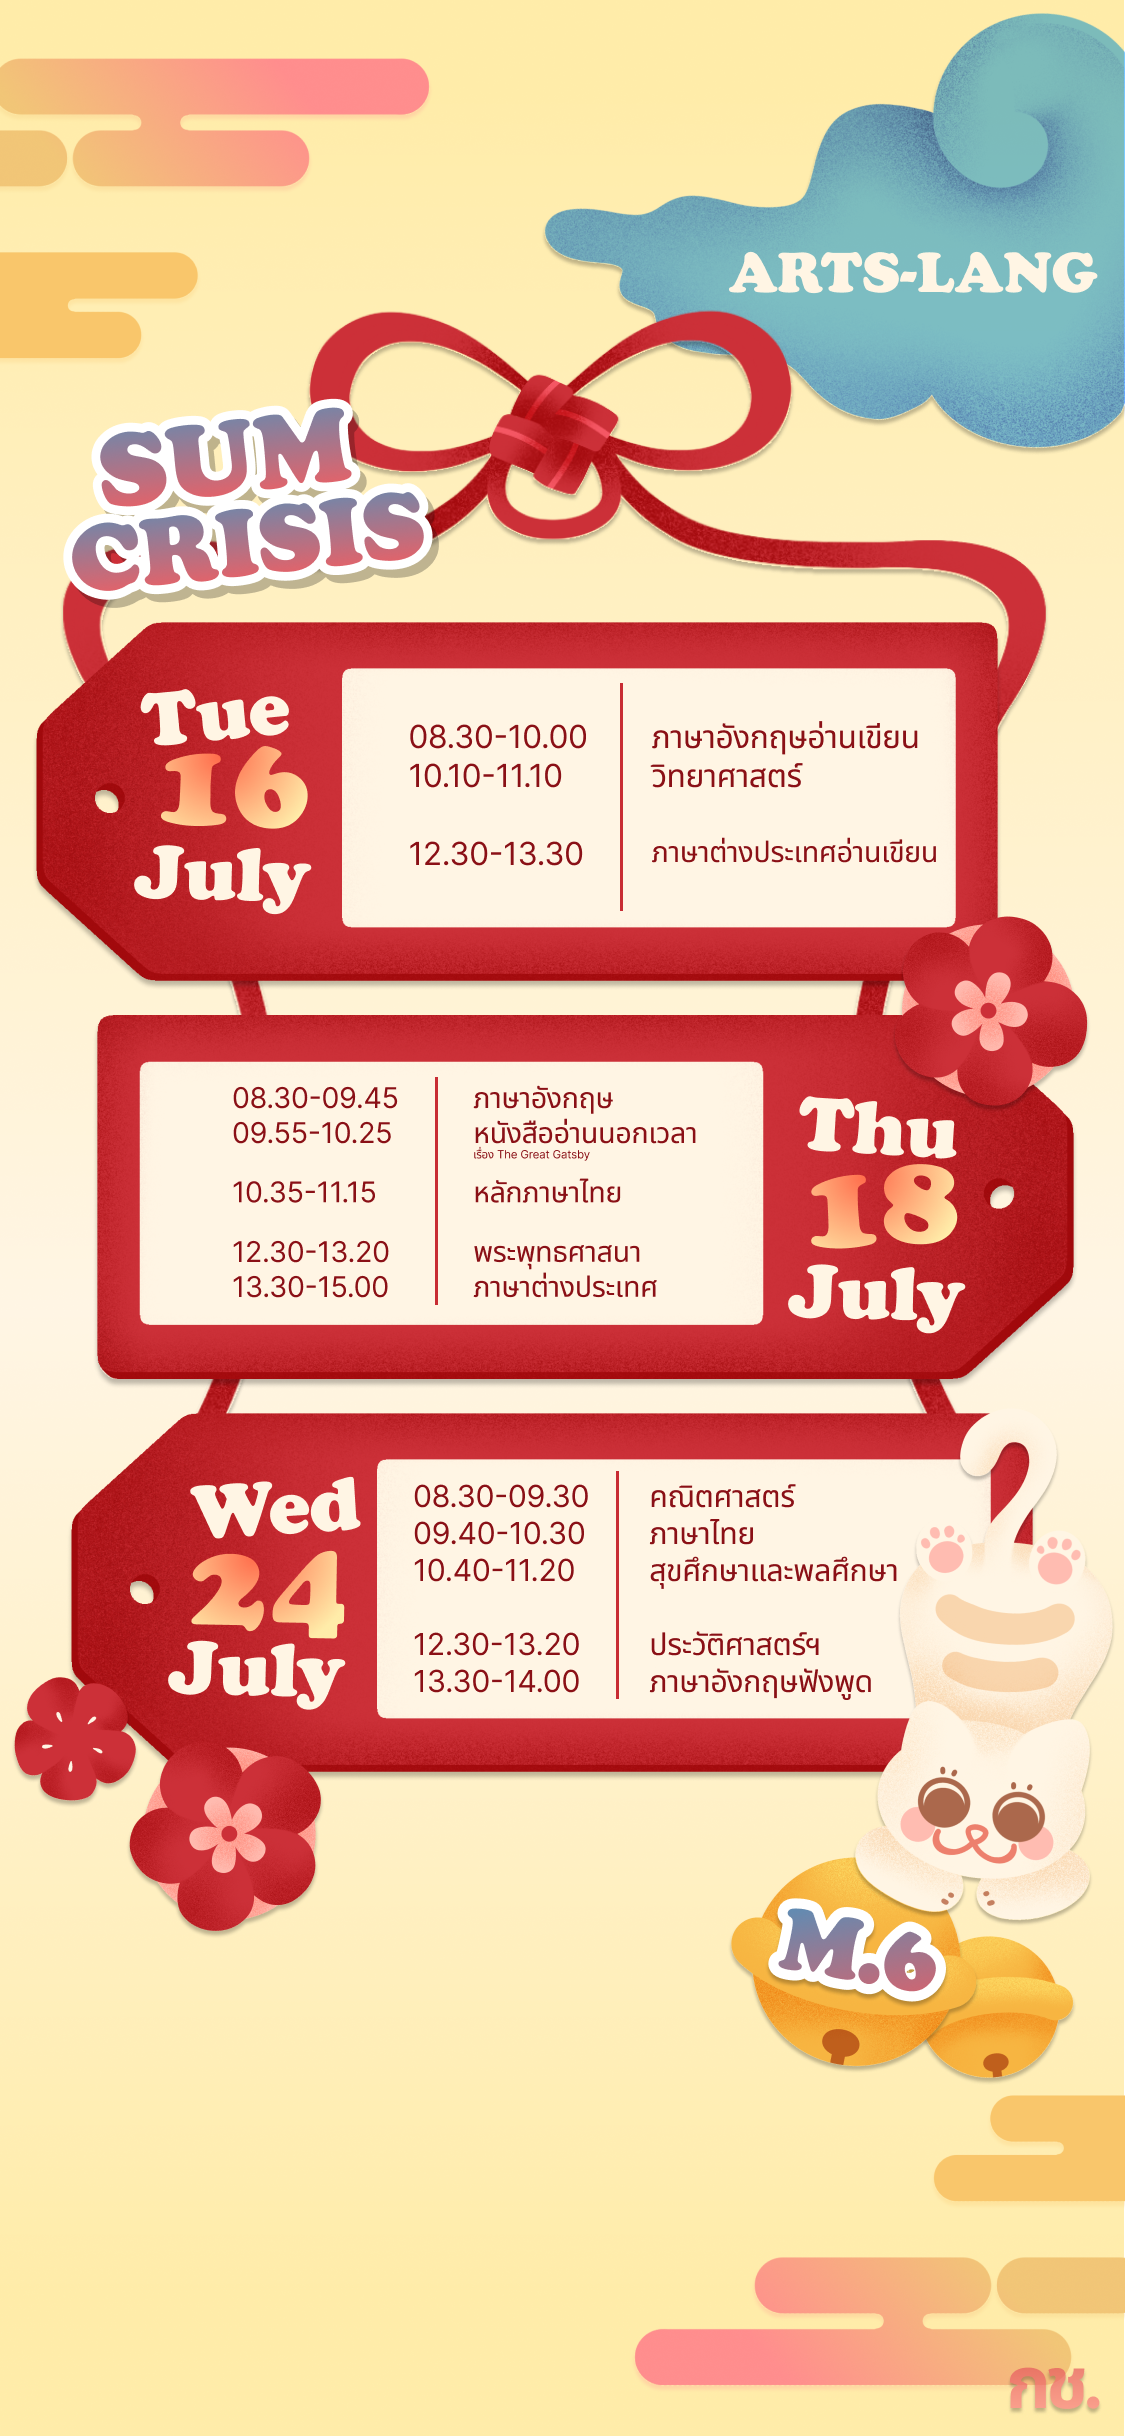 ARTS-LANG
SUM
CRISIS
Tue
16
July
08.30-10.00 ภาษาอังกฤษอ่านเขียน
10.10-11.10 วิทยาศาสตร์
12.30-13.30 ภาษาต่างประเทศอ่านเขียน
08.30-09.45 ภาษาอังกฤษ
09.55-10.25 หนังสืออ่านนอกเวลา
เรื่อง The Great Gatsby
10.35-11.15 หลักภาษาไทย
12.30-13.20 พระพุทธศาสนา
13.30-15.00 ภาษาต่างประเทศ
Thu
18
July
Wed
24
July
08.30-09.30 คณิตศาสตร์
09.40-10.30 ภาษาไทย
10.40-11.20 สุขศึกษาและพลศึกษา
12.30-13.20 ประวัติศาสตร์ฯ
13.30-14.00 ภาษาอังกฤษฟังพูด
M.6
กช.